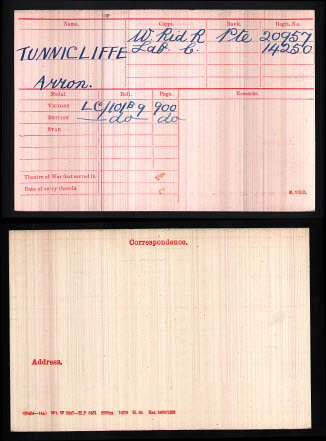 Name. Corps. Rank. Regtl. No.
TUNNICLIFFE W. Rid R Pte 20957
Lab. C. 14250
Arron.
Medal. Roll. Page. Remarks.
VICTORY LC/101B9 900
BRITISH do do
STAR
Theatre of War first served in
Date of entry therein
K. 1380.
Correspondence.
Address.